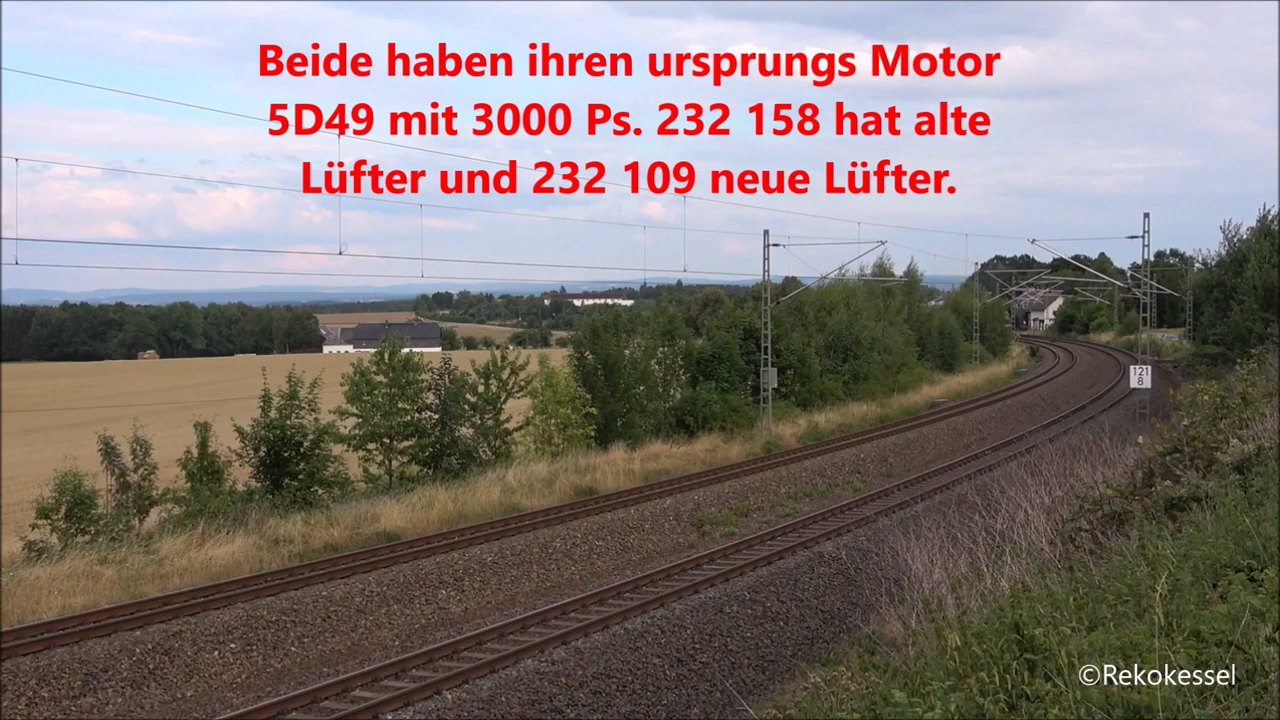 Beide haben ihren ursprungs Motor
5D49 mit 3000 Ps. 232 158 hat alte
Lüfter und 232 109 neue Lüfter.
121
8
©Rekokessel